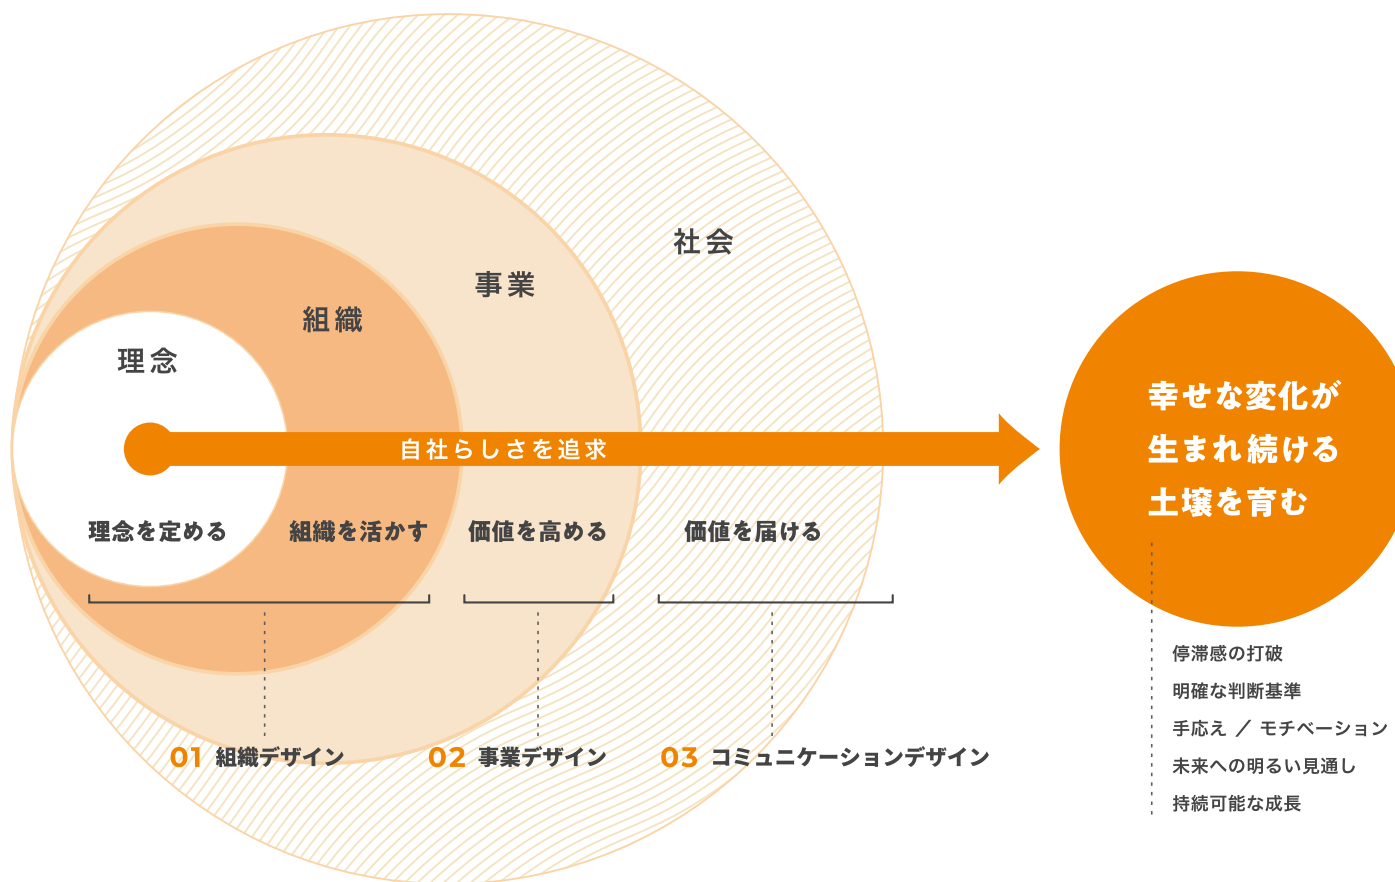 社会
事業
組織
理念
自社らしさを追求
理念を定める
組織を活かす
価値を高める
価値を届ける
01 組織デザイン
02 事業デザイン
03 コミュニケーションデザイン
幸せな変化が
生まれ続ける
土壌を育む
停滞感の打破
明確な判断基準
手応え / モチベーション
未来への明るい見通し
持続可能な成長